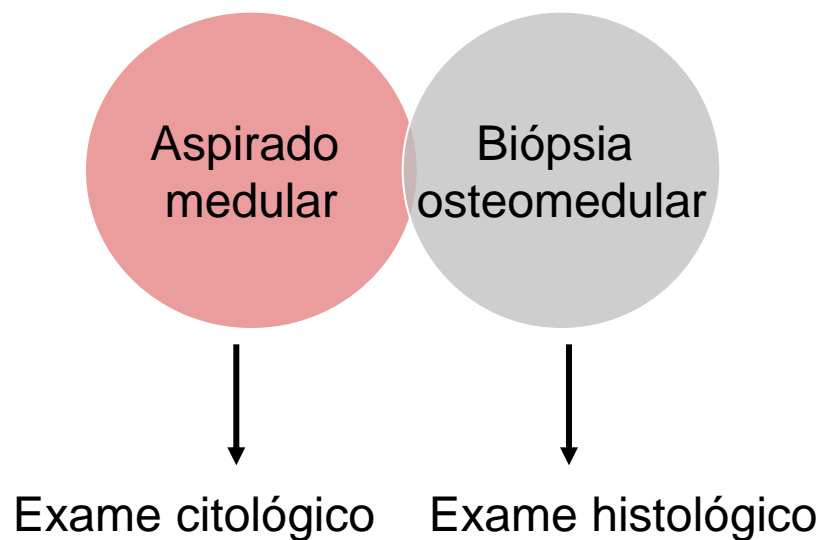 Aspirado
medular
Biópsia
osteomedular
Exame citológico
Exame histológico